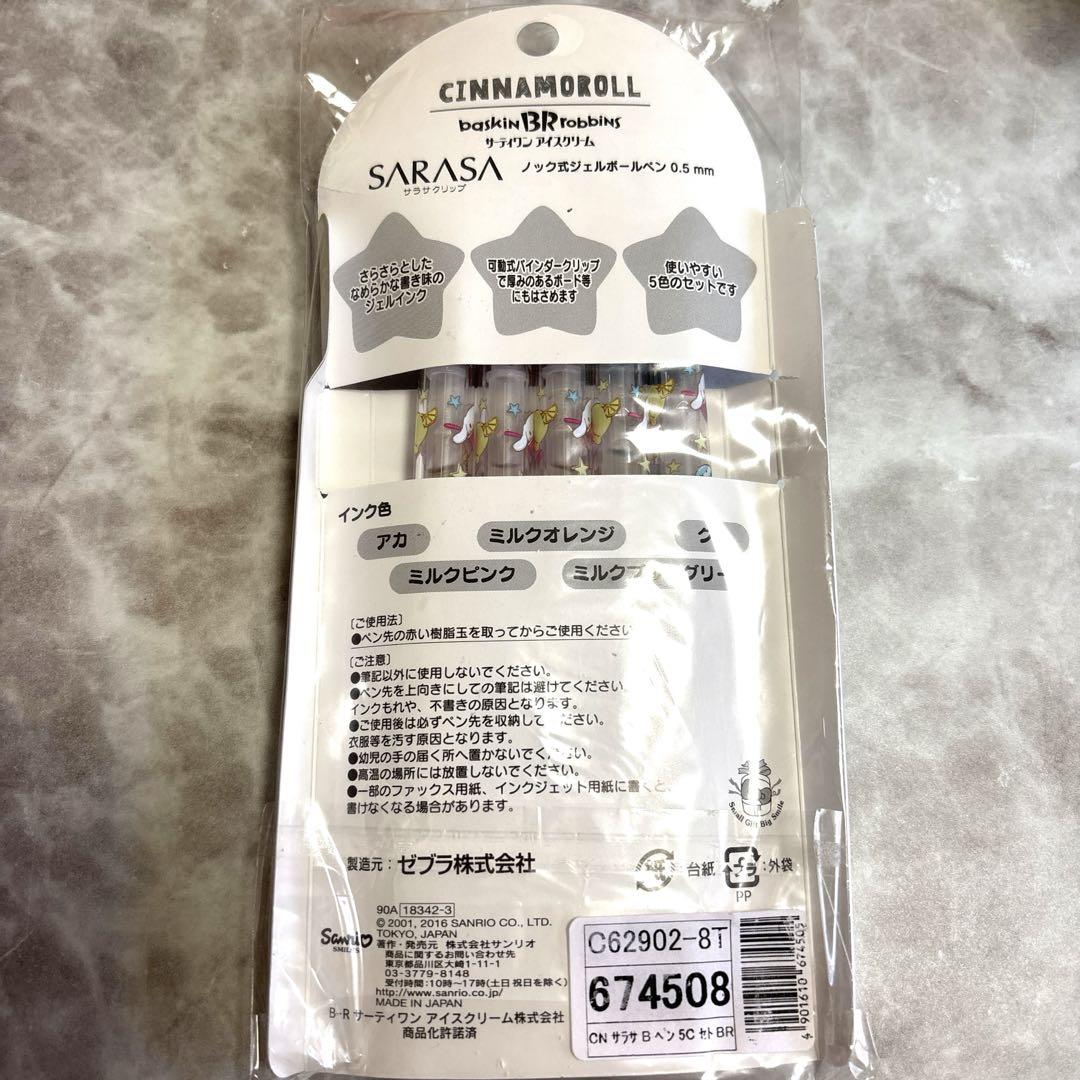 CINNAMOROLL
baskin BR robbins
サーティワン アイスクリーム
SARASA ノック式ジェルボールペン 0.5 mm
サラサクリップ
さらさらとした
なめらかな書き味の
ジェルインク
可動式バインダークリップ
で厚みのあるボード等
にもはさめます
使いやすい
5色のセットです
インク色
アカ ミルクオレンジ
ミルクピンク
〔ご使用法〕
●ペン先の赤い樹脂玉を取ってからご使用ください
〔ご注意〕
●筆記以外に使用しないでください。
●ペン先を上向きにしての筆記は避けてください。
インクもれや、不書きの原因となります。
●ご使用後は必ずペン先を収納してください。
衣服等を汚す原因となります。
●幼児の手の届く所へ置かないでください。
●高温の場所には放置しないでください。
●一部のファックス用紙、インクジェット用紙に書くと、
書けなくなる場合があります。
Small Gift Big Smile
製造元：ゼブラ株式会社
紙：台紙 プラ：外袋
PP
90A 18342-3
© 2001, 2016 SANRIO CO., LTD.
TOKYO, JAPAN
Sanrio
SMILES
著作・発売元 株式会社サンリオ
商品に関するお問い合わせ先
東京都品川区大崎1-11-1
03-3779-8148
受付時間：10時〜17時(土日祝日を除く)
http://www.sanrio.co.jp/
MADE IN JAPAN
B-R サーティワン アイスクリーム株式会社
商品化許諾済
C62902-8T
674508
CN サラサ B ペン 5C セト BR
4 901610 674505